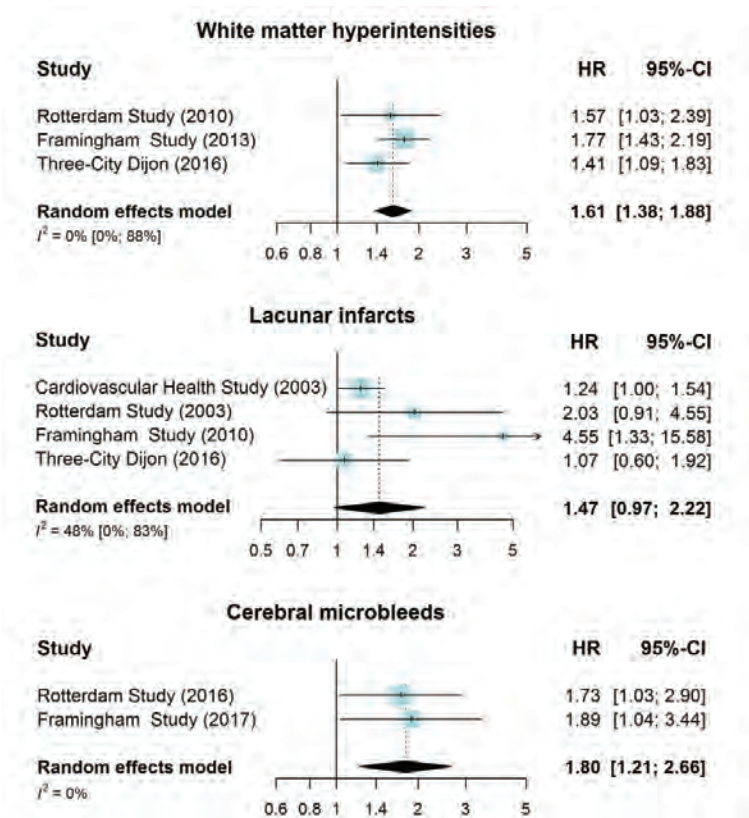 White matter hyperintensities
Study HR 95%-CI
Rotterdam Study (2010) 1.57 [1.03; 2.39]
Framingham Study (2013) 1.77 [1.43; 2.19]
Three-City Dijon (2016) 1.41 [1.09; 1.83]
Random effects model 1.61 [1.38; 1.88]
I² = 0% [0%; 88%]
0.6 0.8 1 1.4 2 3 5
Lacunar infarcts
Study HR 95%-CI
Cardiovascular Health Study (2003) 1.24 [1.00; 1.54]
Rotterdam Study (2003) 2.03 [0.91; 4.55]
Framingham Study (2010) 4.55 [1.33; 15.58]
Three-City Dijon (2016) 1.07 [0.60; 1.92]
Random effects model 1.47 [0.97; 2.22]
I² = 48% [0%; 83%]
0.5 0.7 1 1.4 2 3 5
Cerebral microbleeds
Study HR 95%-CI
Rotterdam Study (2016) 1.73 [1.03; 2.90]
Framingham Study (2017) 1.89 [1.04; 3.44]
Random effects model 1.80 [1.21; 2.66]
I² = 0%
0.6 0.8 1 1.4 2 3 5